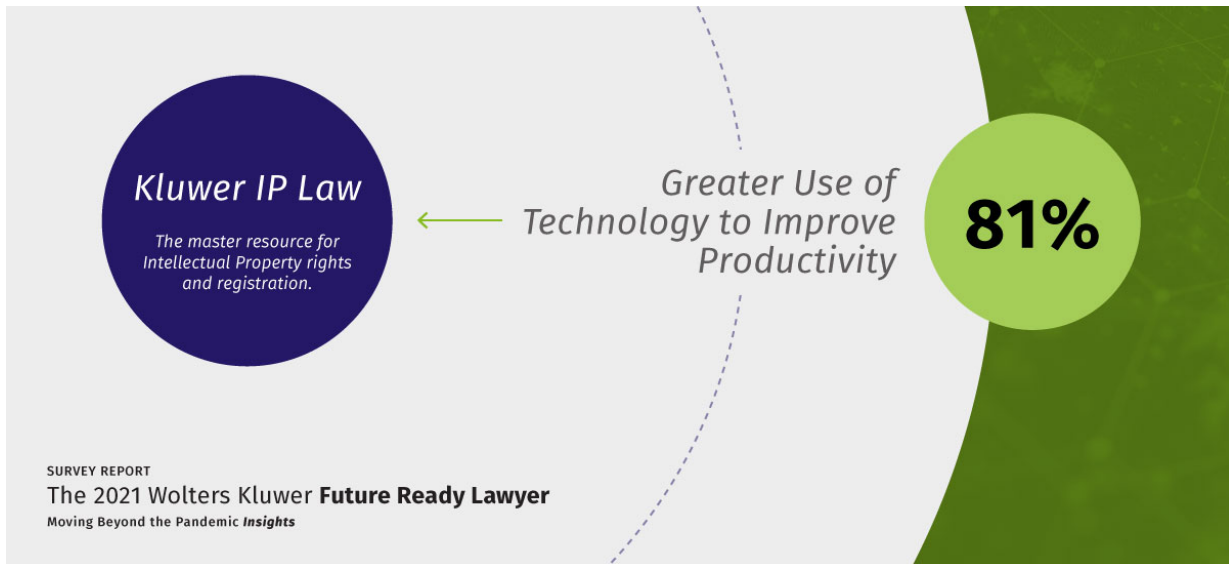 Kluwer IP Law
The master resource for
Intellectual Property rights
and registration.
Greater Use of
Technology to Improve
Productivity
81%
SURVEY REPORT
The 2021 Wolters Kluwer Future Ready Lawyer
Moving Beyond the Pandemic Insights